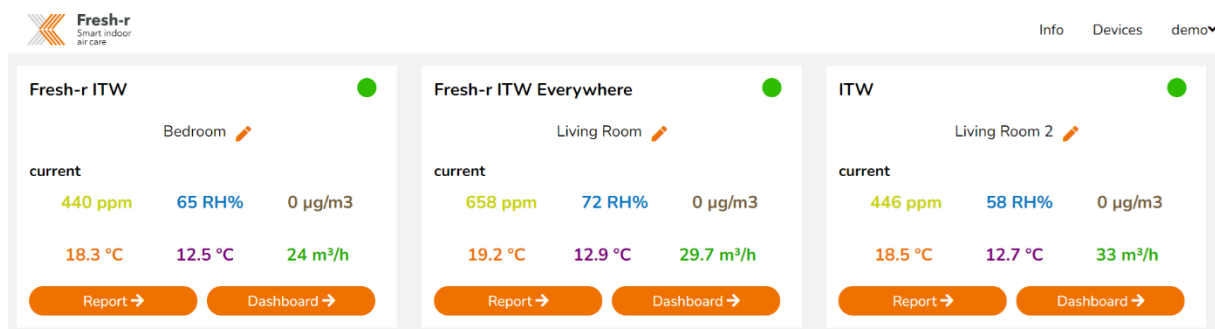 Fresh-r
Smart indoor
air care
Info Devices demo
Fresh-r ITW
Bedroom
current
440 ppm 65 RH% 0 µg/m3
18.3 °C 12.5 °C 24 m³/h
Report → Dashboard →
Fresh-r ITW Everywhere
Living Room
current
658 ppm 72 RH% 0 µg/m3
19.2 °C 12.9 °C 29.7 m³/h
Report → Dashboard →
ITW
Living Room 2
current
446 ppm 58 RH% 0 µg/m3
18.5 °C 12.7 °C 33 m³/h
Report → Dashboard →